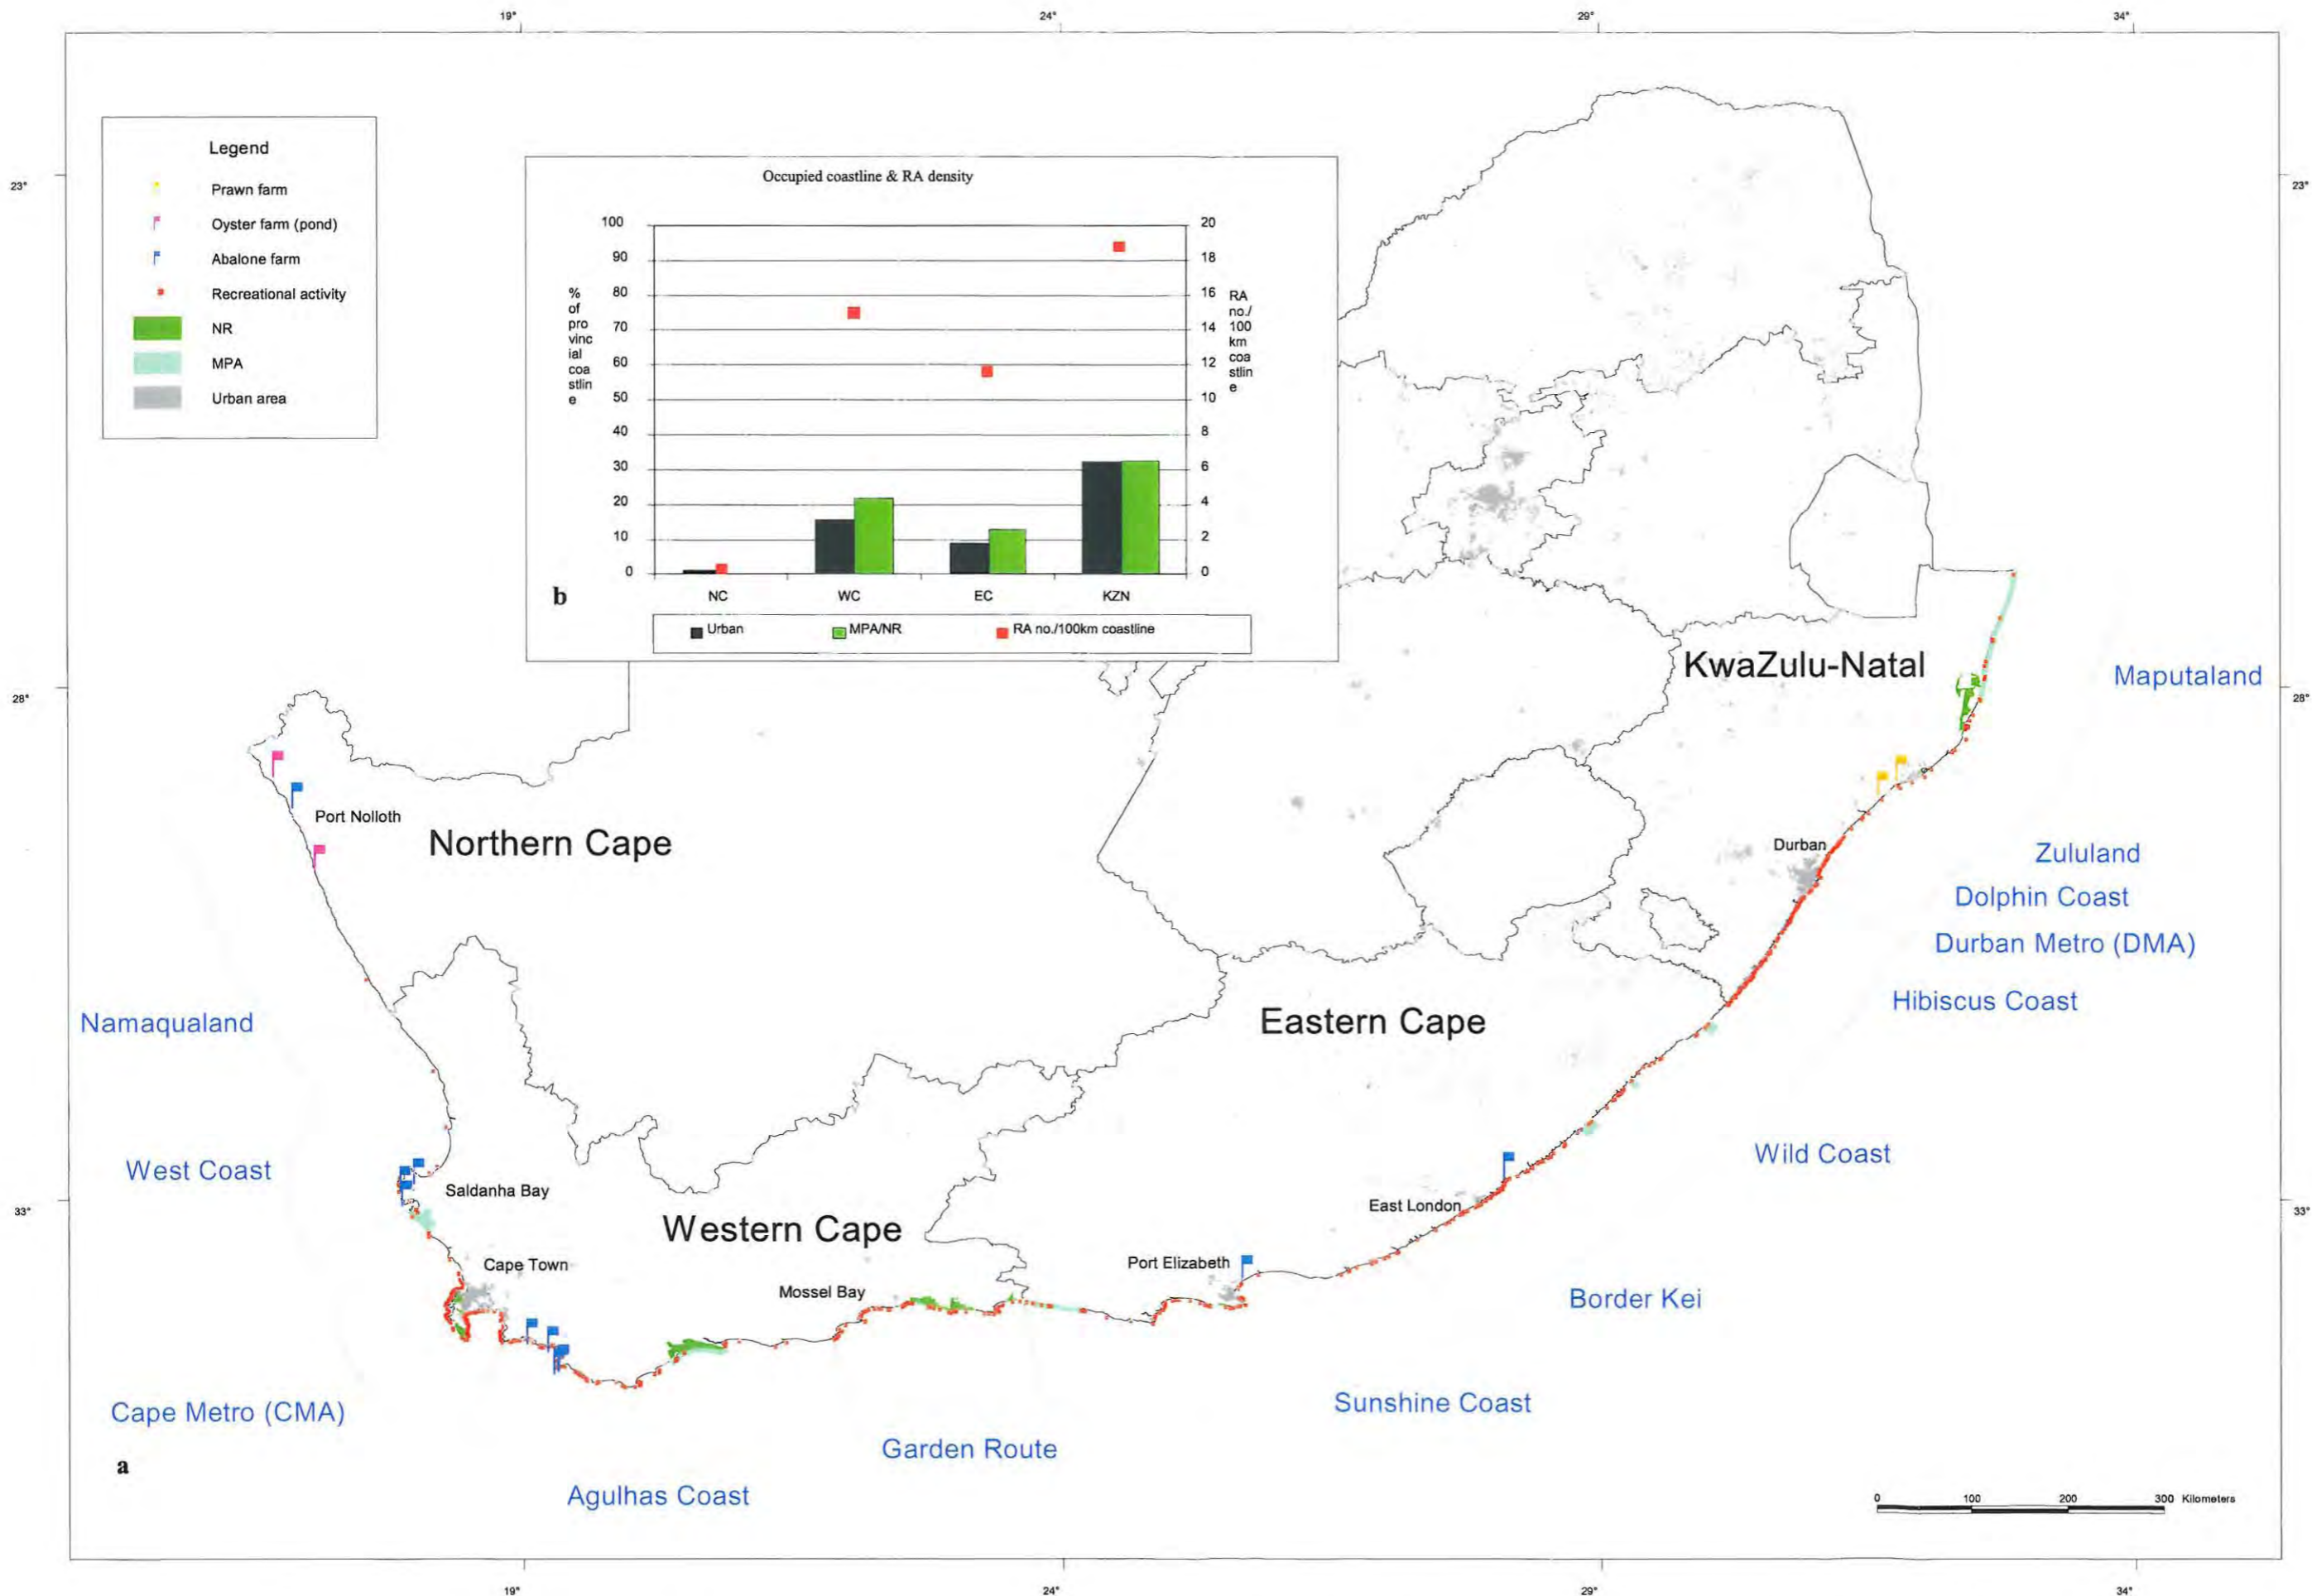 19° 24° 29° 34°
Legend
Prawn farm
Oyster farm (pond)
Abalone farm
Recreational activity
NR
MPA
Urban area
23° 23°
Occupied coastline & RA density
100
90
80
70
60
50
40
30
20
10
0
%
of
pro
vinc
ial
coa
stlin
e
20
18
16
14
12
10
8
6
4
2
0
RA
no./
100
km
coa
stlin
e
b
NC WC EC KZN
Urban MPA/NR RA no./100km coastline
28° 28°
KwaZulu-Natal
Maputaland
Port Nolloth
Northern Cape
Durban
Zululand
Dolphin Coast
Durban Metro (DMA)
Hibiscus Coast
Eastern Cape
Namaqualand
Wild Coast
West Coast
Saldanha Bay
33° 33°
East London
Western Cape
Cape Town
Port Elizabeth
Mossel Bay
Border Kei
Sunshine Coast
Cape Metro (CMA)
Garden Route
a
Agulhas Coast
0 100 200 300 Kilometers
19° 24° 29° 34°